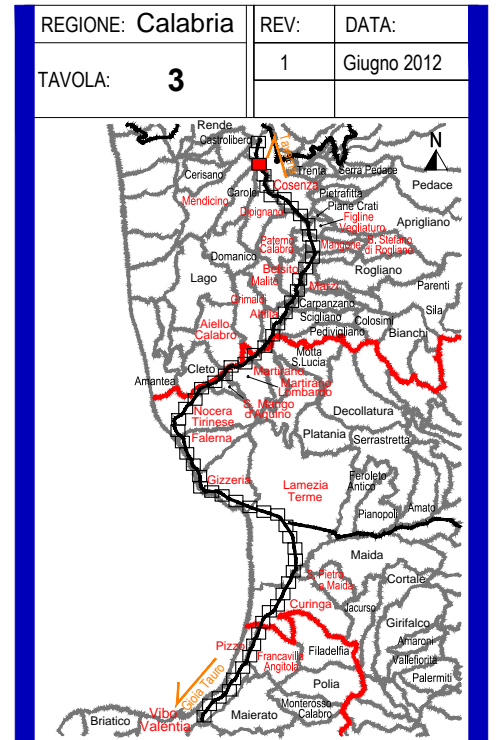 REGIONE: Calabria
REV:
DATA:
TAVOLA: 3
1
Giugno 2012
Rende
Castrolibero
N
Trenta
Serra Pedace
Cerisano
Cosenza
Pedace
Carolei
Pietrafitta
Mendicino
Dipignano
Piane Crati
Figline
Vegliaturo
Aprigliano
Paterno
Calabro
Mangone
S. Stefano
di Rogliano
Domanico
Belsito
Rogliano
Lago
Malito
Marzi
Parenti
Grimaldi
Carpanzano
Sila
Altilia
Scigliano
Colosimi
Aiello
Calabro
Pedivigliano
Bianchi
Motta
S.Lucia
Cleto
Martirano
Amantea
Martirano
Lombardo
Nocera
Tirinese
S. Mango
d'Aquino
Decollatura
Falerna
Platania
Serrastretta
Gizzeria
Lamezia
Terme
Feroleto
Antico
Pianopoli
Amato
Maida
S. Pietro
a Maida
Cortale
Curinga
Jacurso
Girifalco
Pizzo
Francavilla
Angitola
Filadelfia
Amaroni
Vallefiorita
Gioia Tauro
Polia
Palermiti
Vibo
Valentia
Briatico
Maierato
Monterosso
Calabro